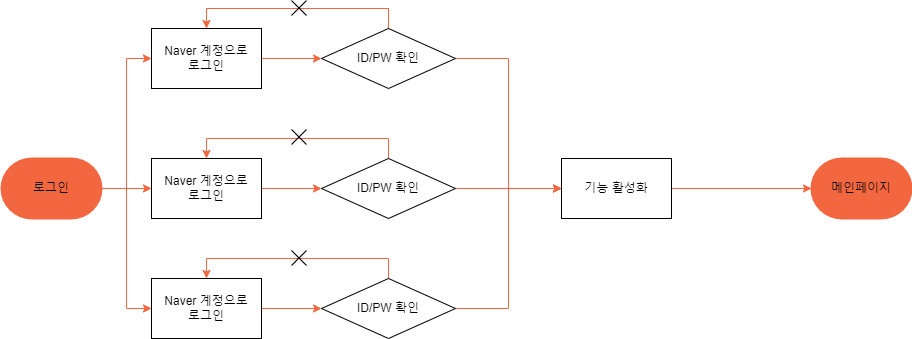 Naver 계정으로
로그인
ID/PW 확인
로그인
Naver 계정으로
로그인
ID/PW 확인
기능 활성화
메인페이지
Naver 계정으로
로그인
ID/PW 확인